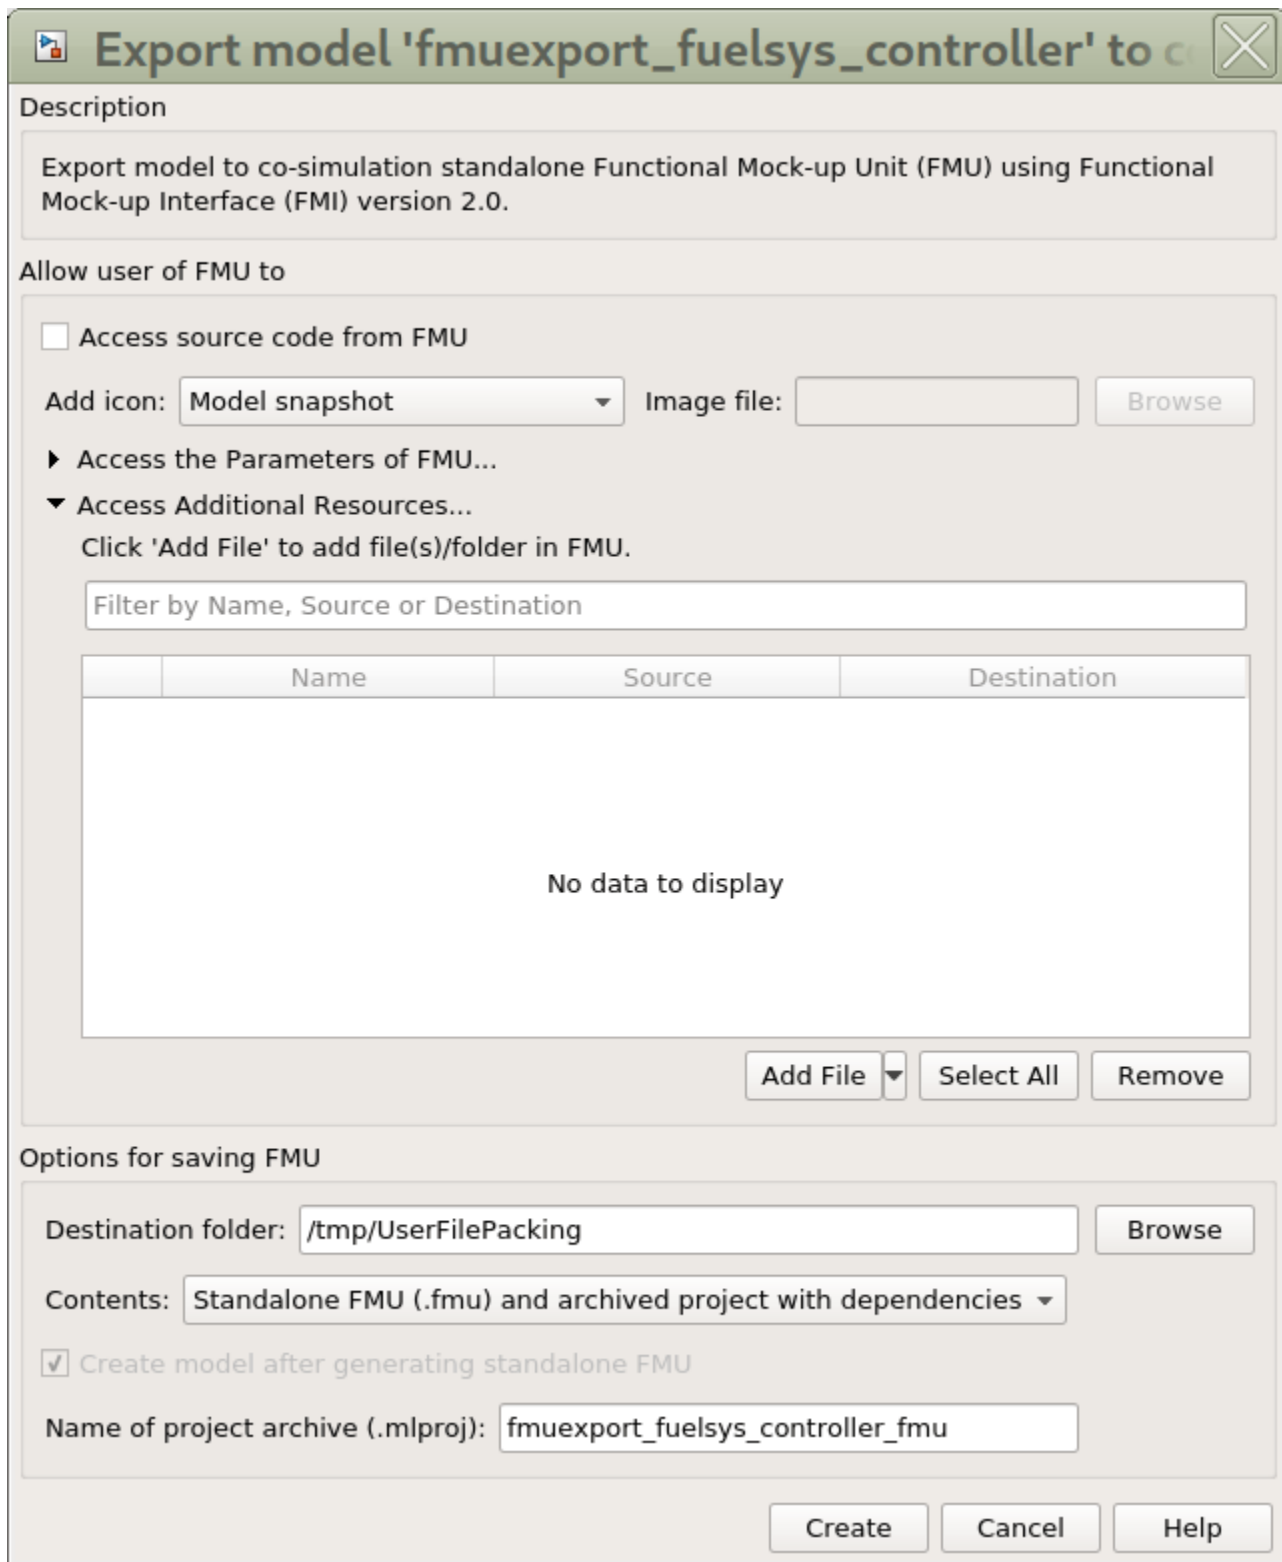 Export model 'fmuexport_fuelsys_controller' to
Description
Export model to co-simulation standalone Functional Mock-up Unit (FMU) using Functional
Mock-up Interface (FMI) version 2.0.
Allow user of FMU to
Access source code from FMU
Add icon: Model snapshot Image file: Browse
Access the Parameters of FMU...
Access Additional Resources...
Click 'Add File' to add file(s)/folder in FMU.
Filter by Name, Source or Destination
Name Source Destination
No data to display
Add File Select All Remove
Options for saving FMU
Destination folder: /tmp/UserFilePacking Browse
Contents: Standalone FMU (.fmu) and archived project with dependencies
Create model after generating standalone FMU
Name of project archive (.mlproj): fmuexport_fuelsys_controller_fmu
Create Cancel Help